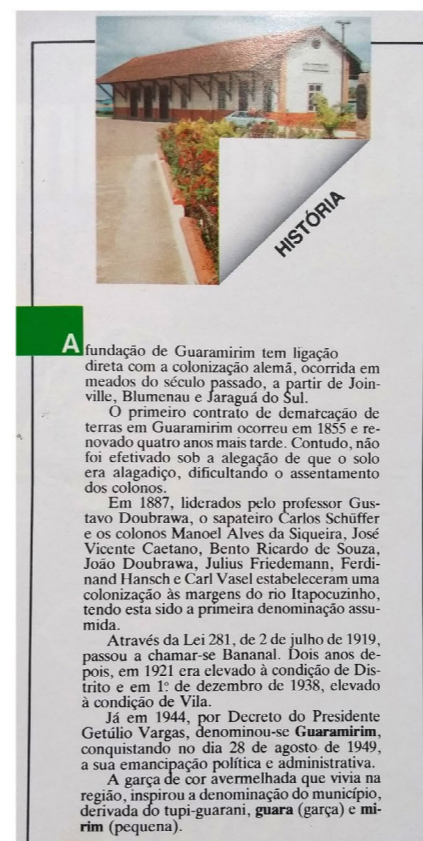 HISTÓRIA
A fundação de Guaramirim tem ligação
direta com a colonização alemã, ocorrida em
meados do século passado, a partir de Join-
ville, Blumenau e Jaraguá do Sul.
O primeiro contrato de demarcação de
terras em Guaramirim ocorreu em 1855 e re-
novado quatro anos mais tarde. Contudo, não
foi efetivado sob a alegação de que o solo
era alagadiço, dificultando o assentamento
dos colonos.
Em 1887, liderados pelo professor Gus-
tavo Doubrawa, o sapateiro Carlos Schüffer
e os colonos Manoel Alves da Siqueira, José
Vicente Caetano, Bento Ricardo de Souza,
João Doubrawa, Julius Friedemann, Ferdi-
nand Hansch e Carl Vasel estabeleceram uma
colonização às margens do rio Itapocuzinho,
tendo esta sido a primeira denominação assu-
mida.
Através da Lei 281, de 2 de julho de 1919,
passou a chamar-se Bananal. Dois anos de-
pois, em 1921 era elevado à condição de Dis-
trito e em 1º de dezembro de 1938, elevado
à condição de Vila.
Já em 1944, por Decreto do Presidente
Getúlio Vargas, denominou-se Guaramirim,
conquistando no dia 28 de agosto de 1949,
a sua emancipação política e administrativa.
A garça de cor avermelhada que vivia na
região, inspirou a denominação do município,
derivada do tupi-guarani, guara (garça) e mi-
rim (pequena).